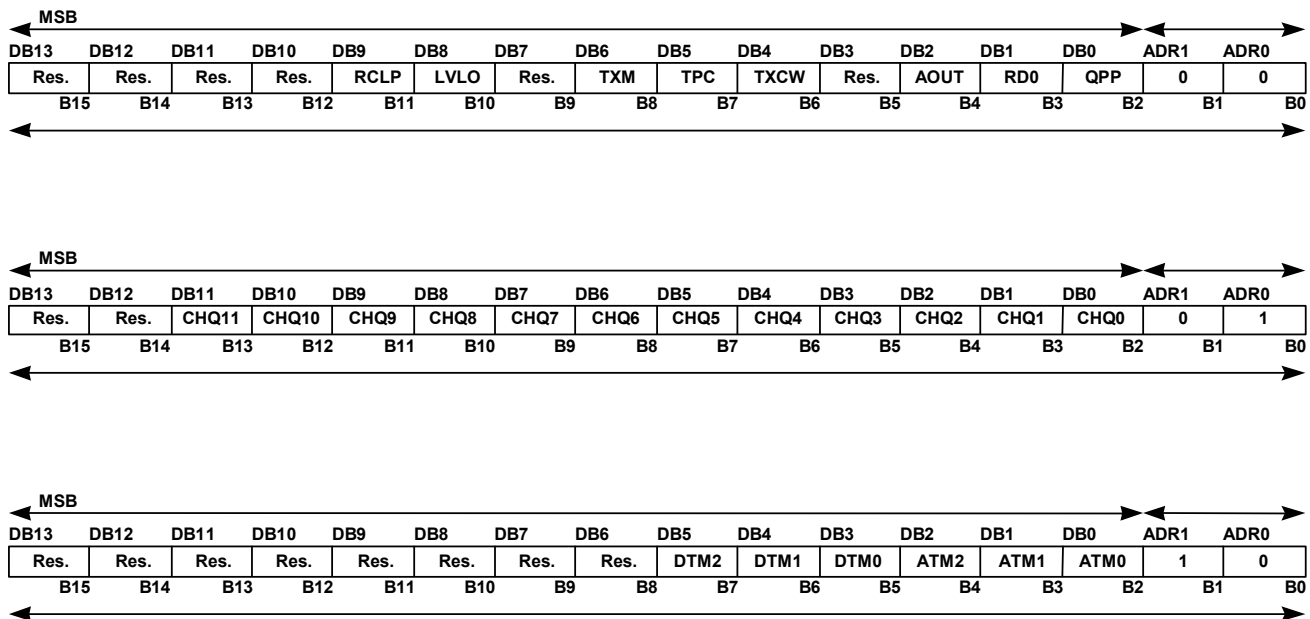 MSB
DB13 DB12 DB11 DB10 DB9 DB8 DB7 DB6 DB5 DB4 DB3 DB2 DB1 DB0 ADR1 ADR0
Res. Res. Res. Res. RCLP LVLO Res. TXM TPC TXCW Res. AOUT RD0 QPP 0 0
B15 B14 B13 B12 B11 B10 B9 B8 B7 B6 B5 B4 B3 B2 B1 B0
MSB
DB13 DB12 DB11 DB10 DB9 DB8 DB7 DB6 DB5 DB4 DB3 DB2 DB1 DB0 ADR1 ADR0
Res. Res. CHQ11 CHQ10 CHQ9 CHQ8 CHQ7 CHQ6 CHQ5 CHQ4 CHQ3 CHQ2 CHQ1 CHQ0 0 1
B15 B14 B13 B12 B11 B10 B9 B8 B7 B6 B5 B4 B3 B2 B1 B0
MSB
DB13 DB12 DB11 DB10 DB9 DB8 DB7 DB6 DB5 DB4 DB3 DB2 DB1 DB0 ADR1 ADR0
Res. Res. Res. Res. Res. Res. Res. Res. DTM2 DTM1 DTM0 ATM2 ATM1 ATM0 1 0
B15 B14 B13 B12 B11 B10 B9 B8 B7 B6 B5 B4 B3 B2 B1 B0